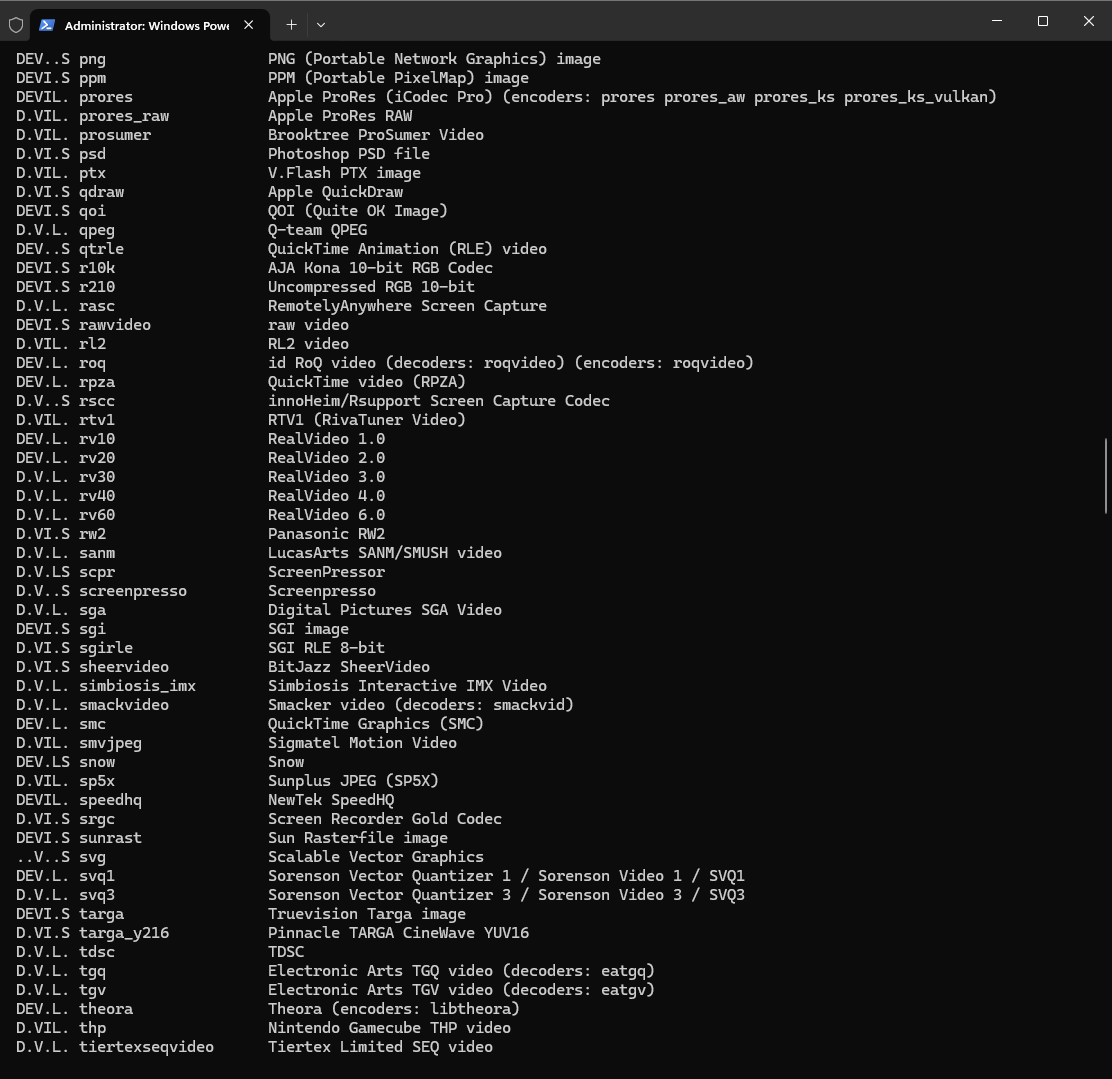 Administrator: Windows Powe
DEV..S png                  PNG (Portable Network Graphics) image
DEVI.S ppm                  PPM (Portable PixelMap) image
DEVIL. prores               Apple ProRes (iCodec Pro) (encoders: prores prores_aw prores_ks prores_ks_vulkan)
D.VIL. prores_raw           Apple ProRes RAW
D.VIL. prosumer             Brooktree ProSumer Video
D.VI.S psd                  Photoshop PSD file
D.VIL. ptx                  V.Flash PTX image
D.VI.S qdraw                Apple QuickDraw
DEVI.S qoi                  QOI (Quite OK Image)
D.V.L. qpeg                 Q-team QPEG
DEV..S qtrle                QuickTime Animation (RLE) video
DEVI.S r10k                 AJA Kona 10-bit RGB Codec
DEVI.S r210                 Uncompressed RGB 10-bit
D.V.L. rasc                 RemotelyAnywhere Screen Capture
DEVI.S rawvideo             raw video
D.VIL. rl2                  RL2 video
DEV.L. roq                  id RoQ video (decoders: roqvideo) (encoders: roqvideo)
DEV.L. rpza                 QuickTime video (RPZA)
D.V..S rscc                 innoHeim/Rsupport Screen Capture Codec
D.VIL. rtv1                 RTV1 (RivaTuner Video)
DEV.L. rv10                 RealVideo 1.0
DEV.L. rv20                 RealVideo 2.0
D.V.L. rv30                 RealVideo 3.0
D.V.L. rv40                 RealVideo 4.0
D.V.L. rv60                 RealVideo 6.0
D.VI.S rw2                  Panasonic RW2
D.V.L. sanm                 LucasArts SANM/SMUSH video
D.V.LS scpr                 ScreenPressor
D.V..S screenpresso         Screenpresso
D.V.L. sga                  Digital Pictures SGA Video
DEVI.S sgi                  SGI image
D.VI.S sgirle               SGI RLE 8-bit
D.VI.S sheervideo           BitJazz SheerVideo
D.V.L. simbiosis_imx        Simbiosis Interactive IMX Video
D.V.L. smackvideo           Smacker video (decoders: smackvid)
DEV.L. smc                  QuickTime Graphics (SMC)
D.VIL. smvjpeg              Sigmatel Motion Video
DEV.LS snow                 Snow
D.VIL. sp5x                 Sunplus JPEG (SP5X)
DEVIL. speedhq              NewTek SpeedHQ
D.VI.S srgc                 Screen Recorder Gold Codec
DEVI.S sunrast              Sun Rasterfile image
..V..S svg                  Scalable Vector Graphics
DEV.L. svq1                 Sorenson Vector Quantizer 1 / Sorenson Video 1 / SVQ1
D.V.L. svq3                 Sorenson Vector Quantizer 3 / Sorenson Video 3 / SVQ3
DEVI.S targa                Truevision Targa image
D.VI.S targa_y216           Pinnacle TARGA CineWave YUV16
D.V.L. tdsc                 TDSC
D.V.L. tgq                  Electronic Arts TGQ video (decoders: eatgq)
D.V.L. tgv                  Electronic Arts TGV video (decoders: eatgv)
DEV.L. theora               Theora (encoders: libtheora)
D.VIL. thp                  Nintendo Gamecube THP video
D.V.L. tiertexseqvideo      Tiertex Limited SEQ video